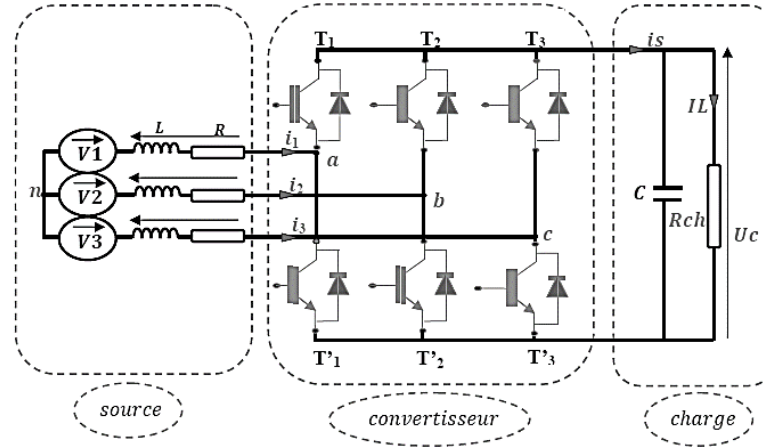 T1 T2 T3 is
L R i1 a IL
V1
n V2 i2 b C Rch Uc
V3 i3 c
T'1 T'2 T'3
source convertisseur charge